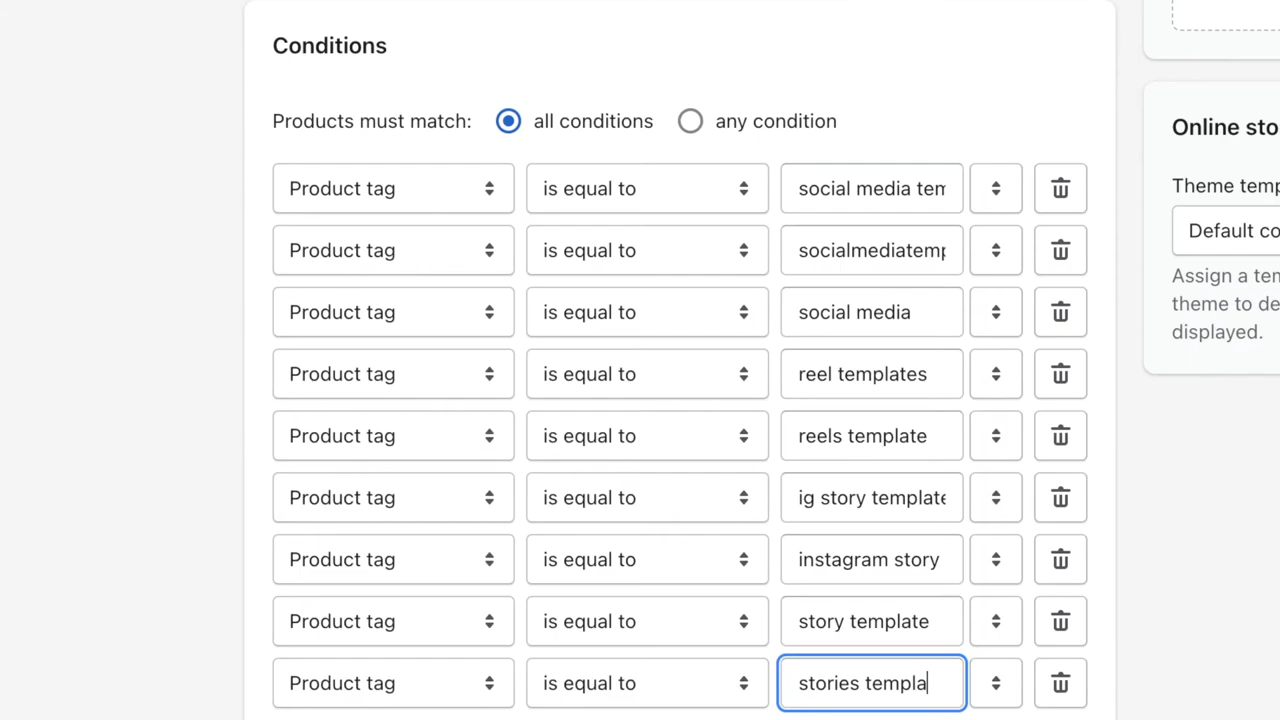 Conditions
Products must match: all conditions any condition
Product tag is equal to social media tem
Product tag is equal to socialmediatemp
Product tag is equal to social media
Product tag is equal to reel templates
Product tag is equal to reels template
Product tag is equal to ig story template
Product tag is equal to instagram story
Product tag is equal to story template
Product tag is equal to stories templa
Online sto
Theme temp
Default co
Assign a tem
theme to de
displayed.